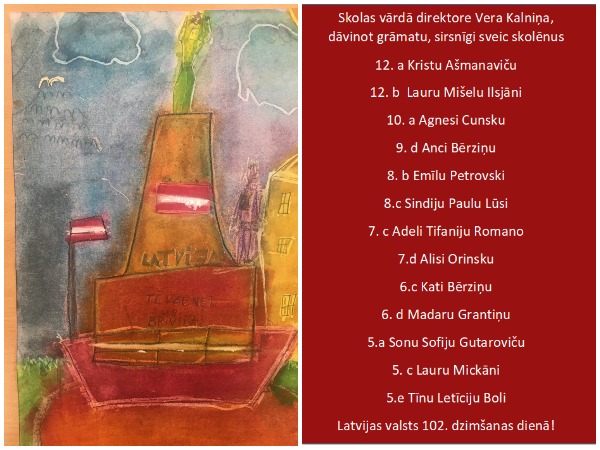 LATVIJA
TĒVZEMEI
BRĪVĪBAI
Skolas vārdā direktore Vera Kalniņa,
dāvinot grāmatu, sirsnīgi sveic skolēnus
12. a Kristu Ašmanaviču
12. b Lauru Mišelu Ilsjāni
10. a Agnesi Cunsku
9. d Anci Bērziņu
8. b Emīlu Petrovski
8.c Sindiju Paulu Lūsi
7. c Adeli Tifaniju Romano
7.d Alisi Orinsku
6.c Kati Bērziņu
6. d Madaru Grantiņu
5.a Sonu Sofiju Gutaroviču
5. c Lauru Mickāni
5.e Tīnu Letīciju Boli
Latvijas valsts 102. dzimšanas dienā!